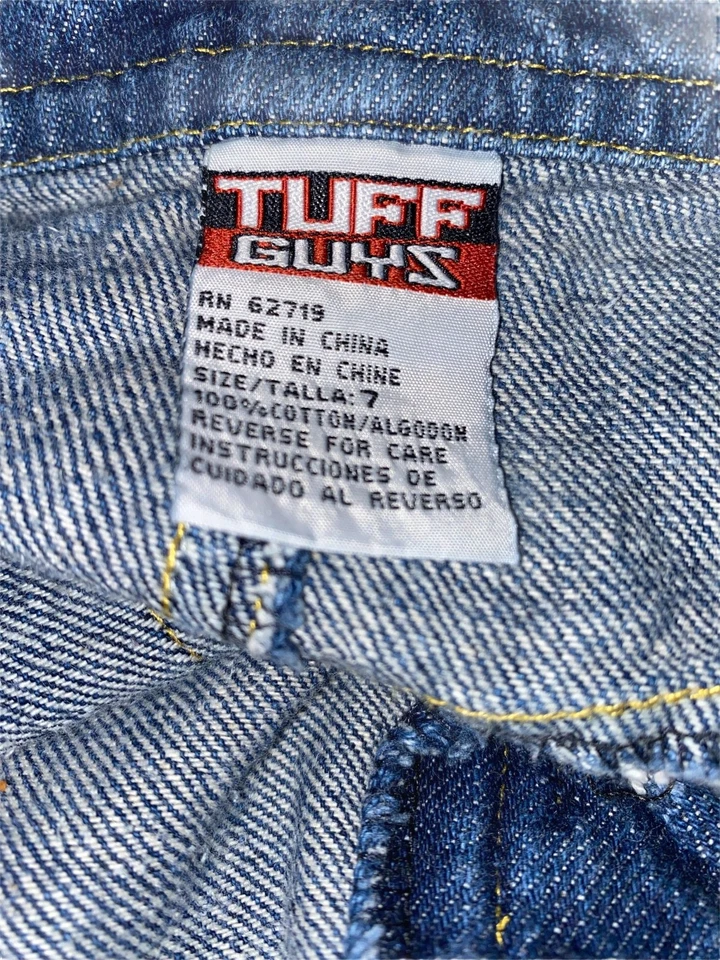 TUFF
GUYS
RN 62719
MADE IN CHINA
HECHO EN CHINE
SIZE/TALLA: 7
100% COTTON/ALGODON
REVERSE FOR CARE
INSTRUCCIONES DE
CUIDADO AL REVERSO